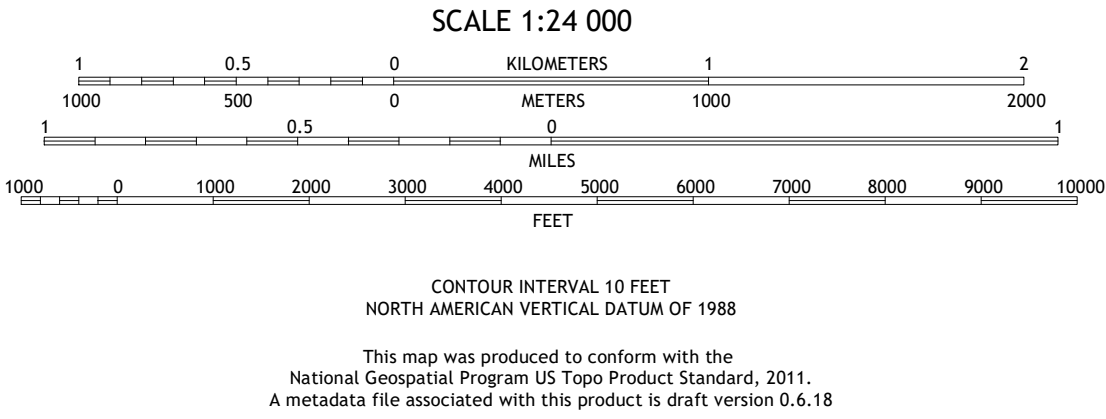 SCALE 1:24 000
1 0.5 0 KILOMETERS 1 2
1000 500 0 METERS 1000 2000
1 0.5 0 1
MILES
1000 0 1000 2000 3000 4000 5000 6000 7000 8000 9000 10000
FEET
CONTOUR INTERVAL 10 FEET
NORTH AMERICAN VERTICAL DATUM OF 1988
This map was produced to conform with the
National Geospatial Program US Topo Product Standard, 2011.
A metadata file associated with this product is draft version 0.6.18